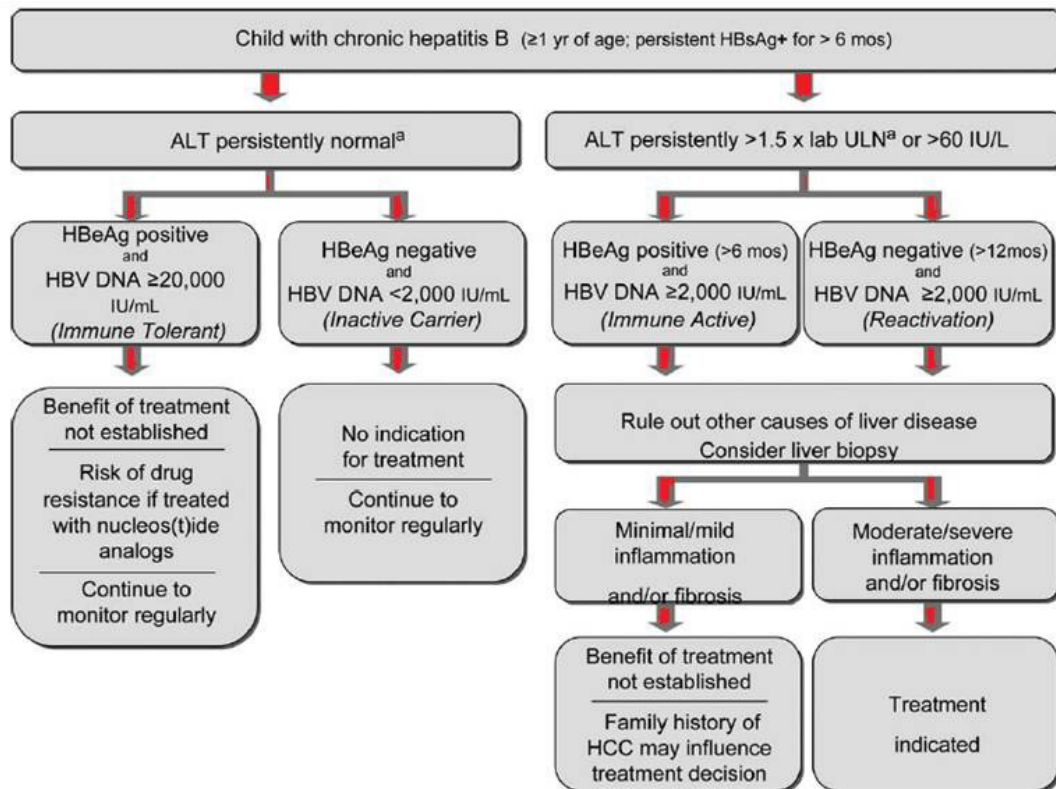 Child with chronic hepatitis B (≥1 yr of age; persistent HBsAg+ for > 6 mos)
ALT persistently normalª
ALT persistently >1.5 x lab ULNª or >60 IU/L
HBeAg positive
and
HBV DNA ≥20,000
IU/mL
(Immune Tolerant)
HBeAg negative
and
HBV DNA <2,000 IU/mL
(Inactive Carrier)
HBeAg positive (>6 mos)
and
HBV DNA ≥2,000 IU/mL
(Immune Active)
HBeAg negative (>12mos)
and
HBV DNA ≥2,000 IU/mL
(Reactivation)
Benefit of treatment
not established
Risk of drug
resistance if treated
with nucleos(t)ide
analogs
Continue to
monitor regularly
No indication
for treatment
Continue to
monitor regularly
Rule out other causes of liver disease
Consider liver biopsy
Minimal/mild
inflammation
and/or fibrosis
Moderate/severe
inflammation
and/or fibrosis
Benefit of treatment
not established
Family history of
HCC may influence
treatment decision
Treatment
indicated